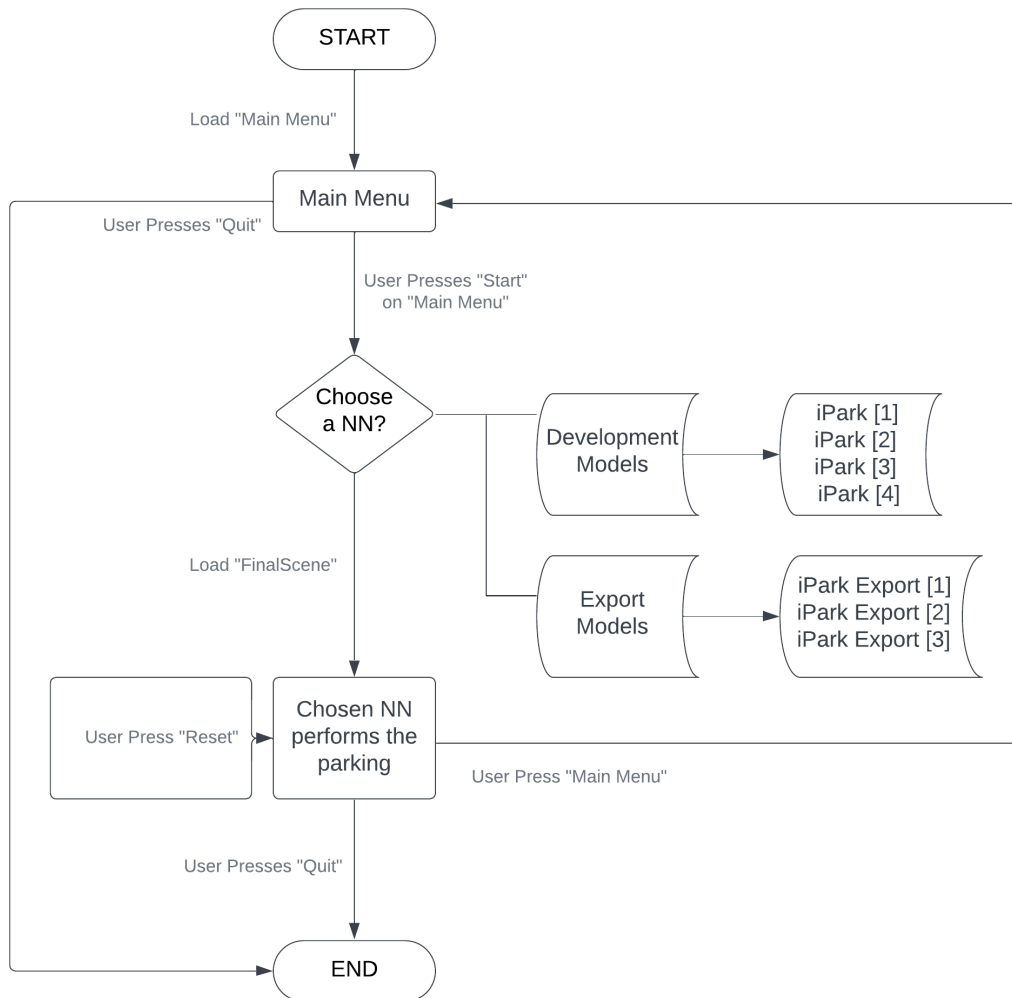 START
Load "Main Menu"
Main Menu
User Presses "Quit"
User Presses "Start"
on "Main Menu"
Choose
a NN?
Development
Models
iPark [1]
iPark [2]
iPark [3]
iPark [4]
Load "FinalScene"
Export
Models
iPark Export [1]
iPark Export [2]
iPark Export [3]
User Press "Reset"
Chosen NN
performs the
parking
User Press "Main Menu"
User Presses "Quit"
END